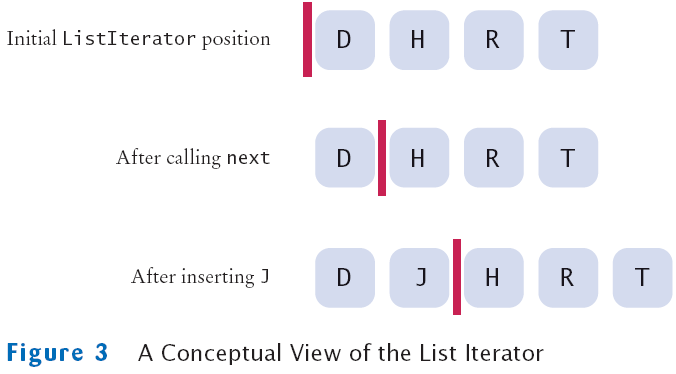 Initial ListIterator position D H R T
After calling next D H R T
After inserting J D J H R T
Figure 3 A Conceptual View of the List Iterator